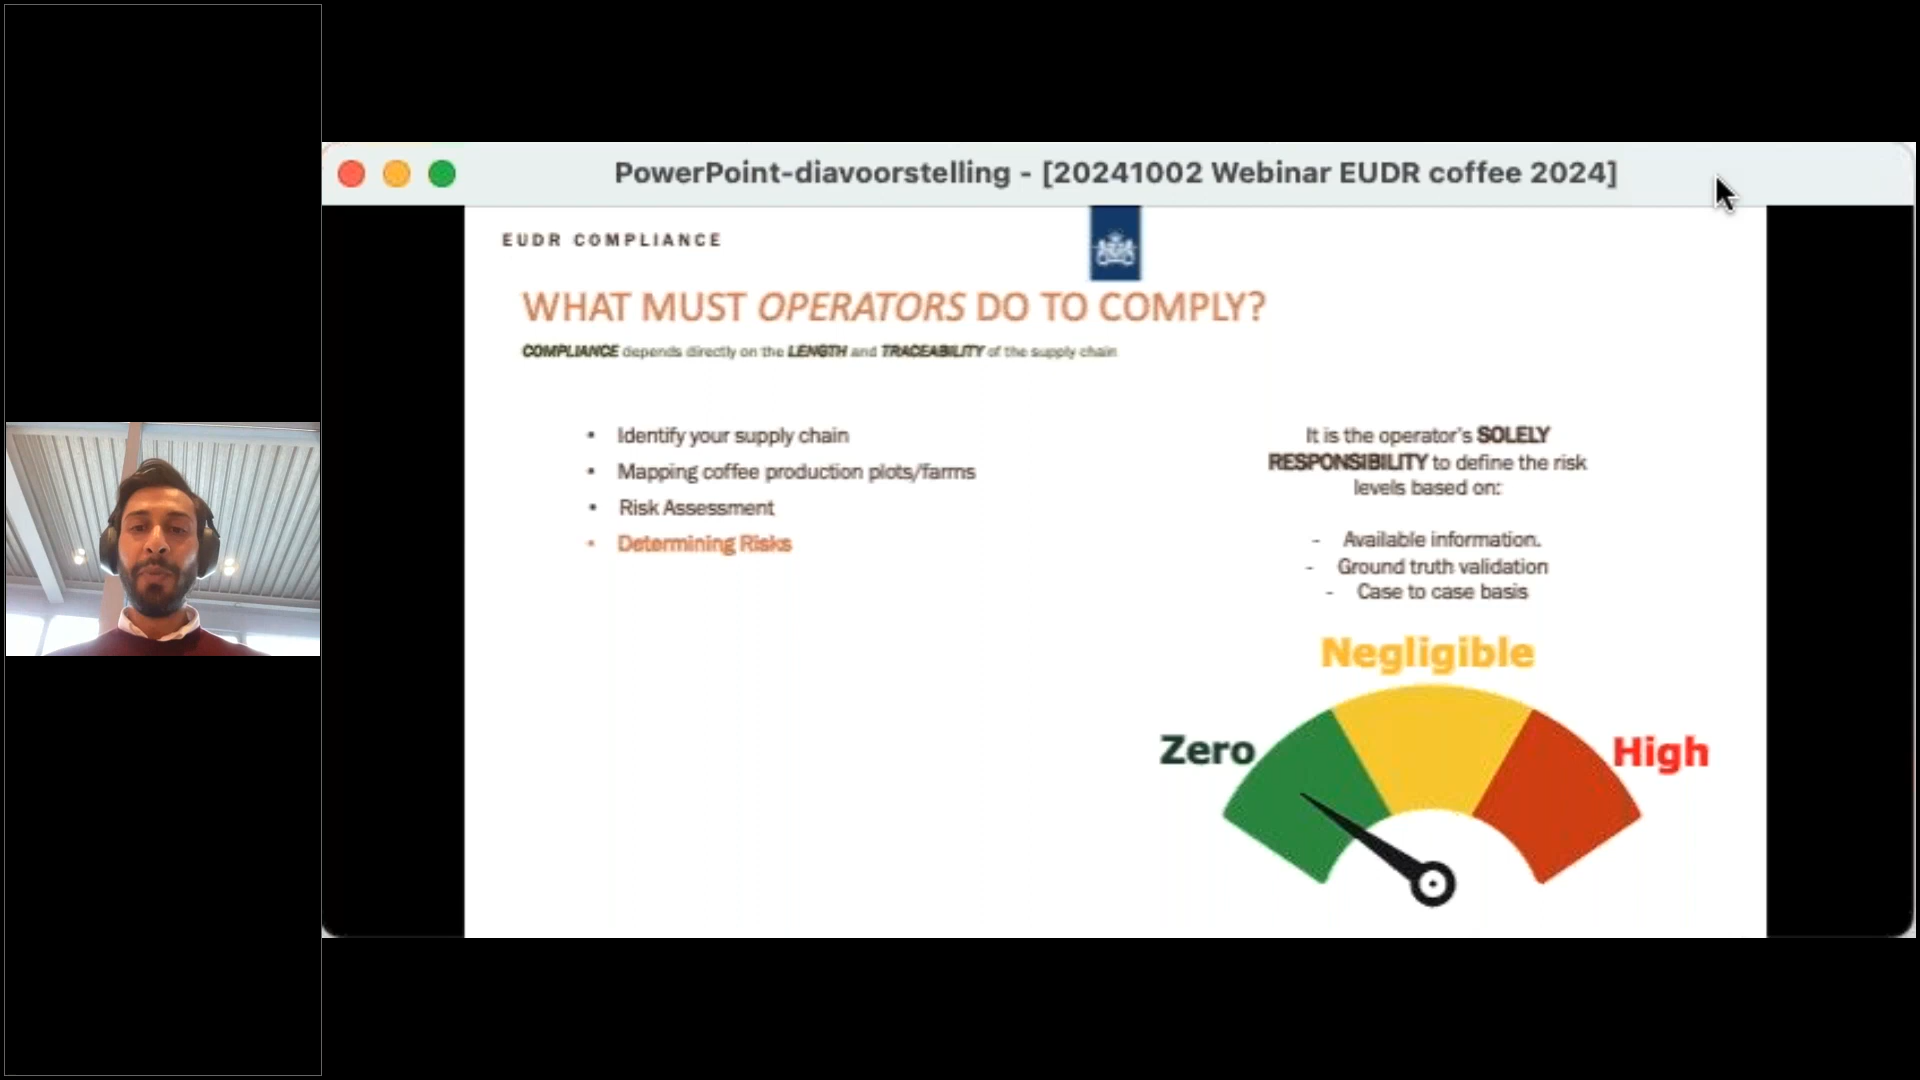 PowerPoint-diavoorstelling - [20241002 Webinar EUDR coffee 2024]
EUDR COMPLIANCE
WHAT MUST OPERATORS DO TO COMPLY?
COMPLIANCE depends directly on the LENGTH and TRACEABILITY of the supply chain
• Identify your supply chain
• Mapping coffee production plots/farms
• Risk Assessment
• Determining Risks
It is the operator's SOLELY
RESPONSIBILITY to define the risk
levels based on:
- Available information.
- Ground truth validation
- Case to case basis
Negligible
Zero
High